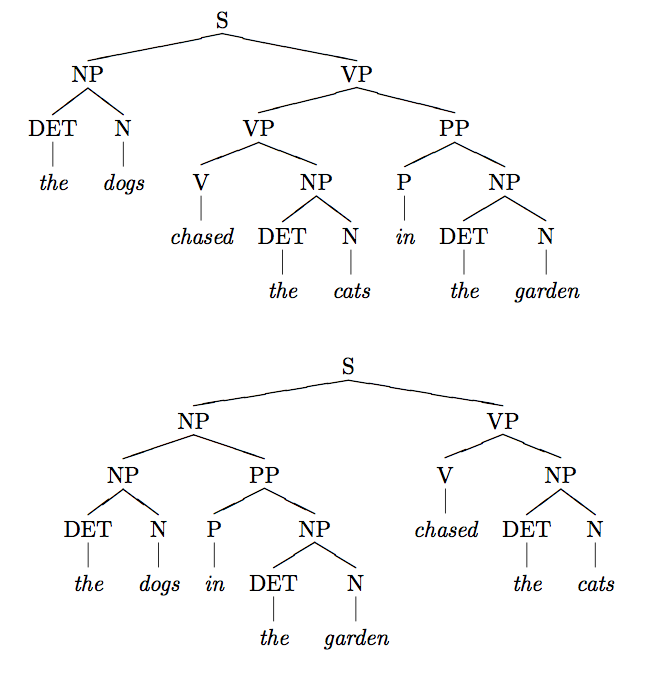 S
NP VP
DET N VP PP
the dogs V NP P NP
chased DET N in DET N
the cats the garden
S
NP VP
NP PP V NP
DET N P NP chased DET N
the dogs in DET N the cats
the garden